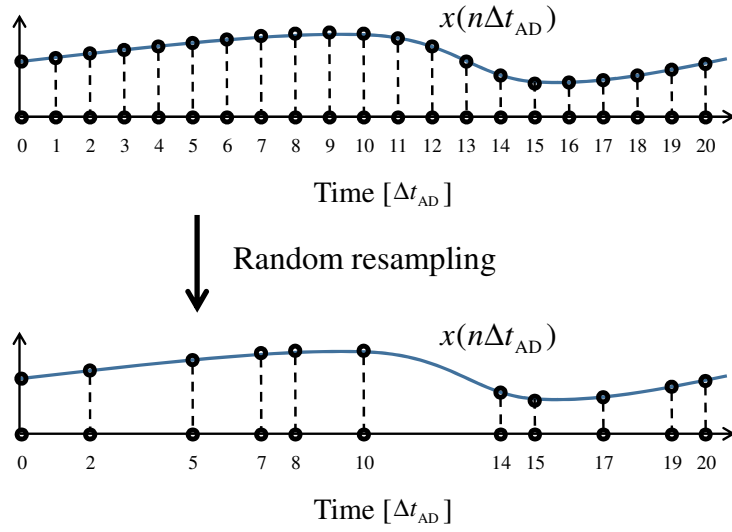 x(nΔt_AD)
0 1 2 3 4 5 6 7 8 9 10 11 12 13 14 15 16 17 18 19 20
Time [Δt_AD]
Random resampling
x(nΔt_AD)
0 2 5 7 8 10 14 15 17 19 20
Time [Δt_AD]